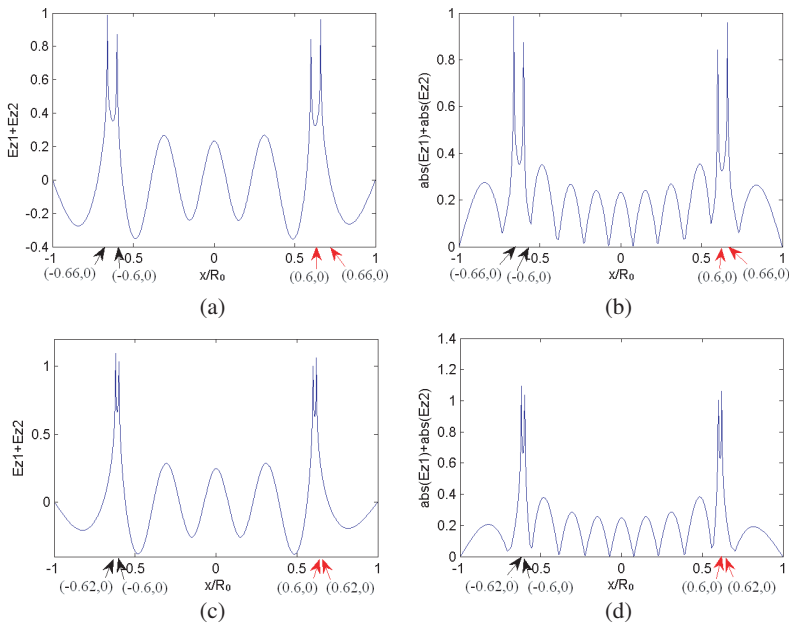 1
0.8
0.6
0.4
0.2
0
-0.2
-0.4
Ez1+Ez2
-1 -0.5 0 0.5 1
x/R₀
(-0.66,0) (-0.6,0) (0.6,0) (0.66,0)
(a)
1
0.8
0.6
0.4
0.2
0
abs(Ez1)+abs(Ez2)
-1 -0.5 0 0.5 1
x/R₀
(-0.66,0) (-0.6,0) (0.6,0) (0.66,0)
(b)
1
0.5
0
Ez1+Ez2
-1 -0.5 0 0.5 1
x/R₀
(-0.62,0) (-0.6,0) (0.6,0) (0.62,0)
(c)
1.4
1.2
1
0.8
0.6
0.4
0.2
0
abs(Ez1)+abs(Ez2)
-1 -0.5 0 0.5 1
x/R₀
(-0.62,0) (-0.6,0) (0.6,0) (0.62,0)
(d)